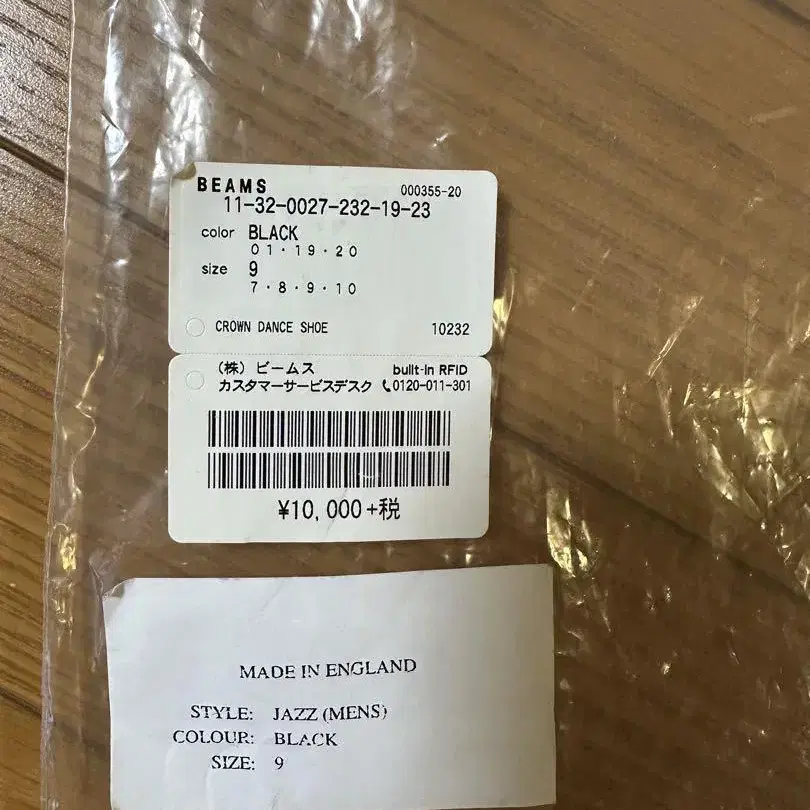 BEAMS 000355-20
11-32-0027-232-19-23
color BLACK
01・19・20
size 9
7・8・9・10
CROWN DANCE SHOE 10232
(株) ビームス built-in RFID
カスタマーサービスデスク 0120-011-301
¥10,000+税
MADE IN ENGLAND
STYLE: JAZZ (MENS)
COLOUR: BLACK
SIZE: 9